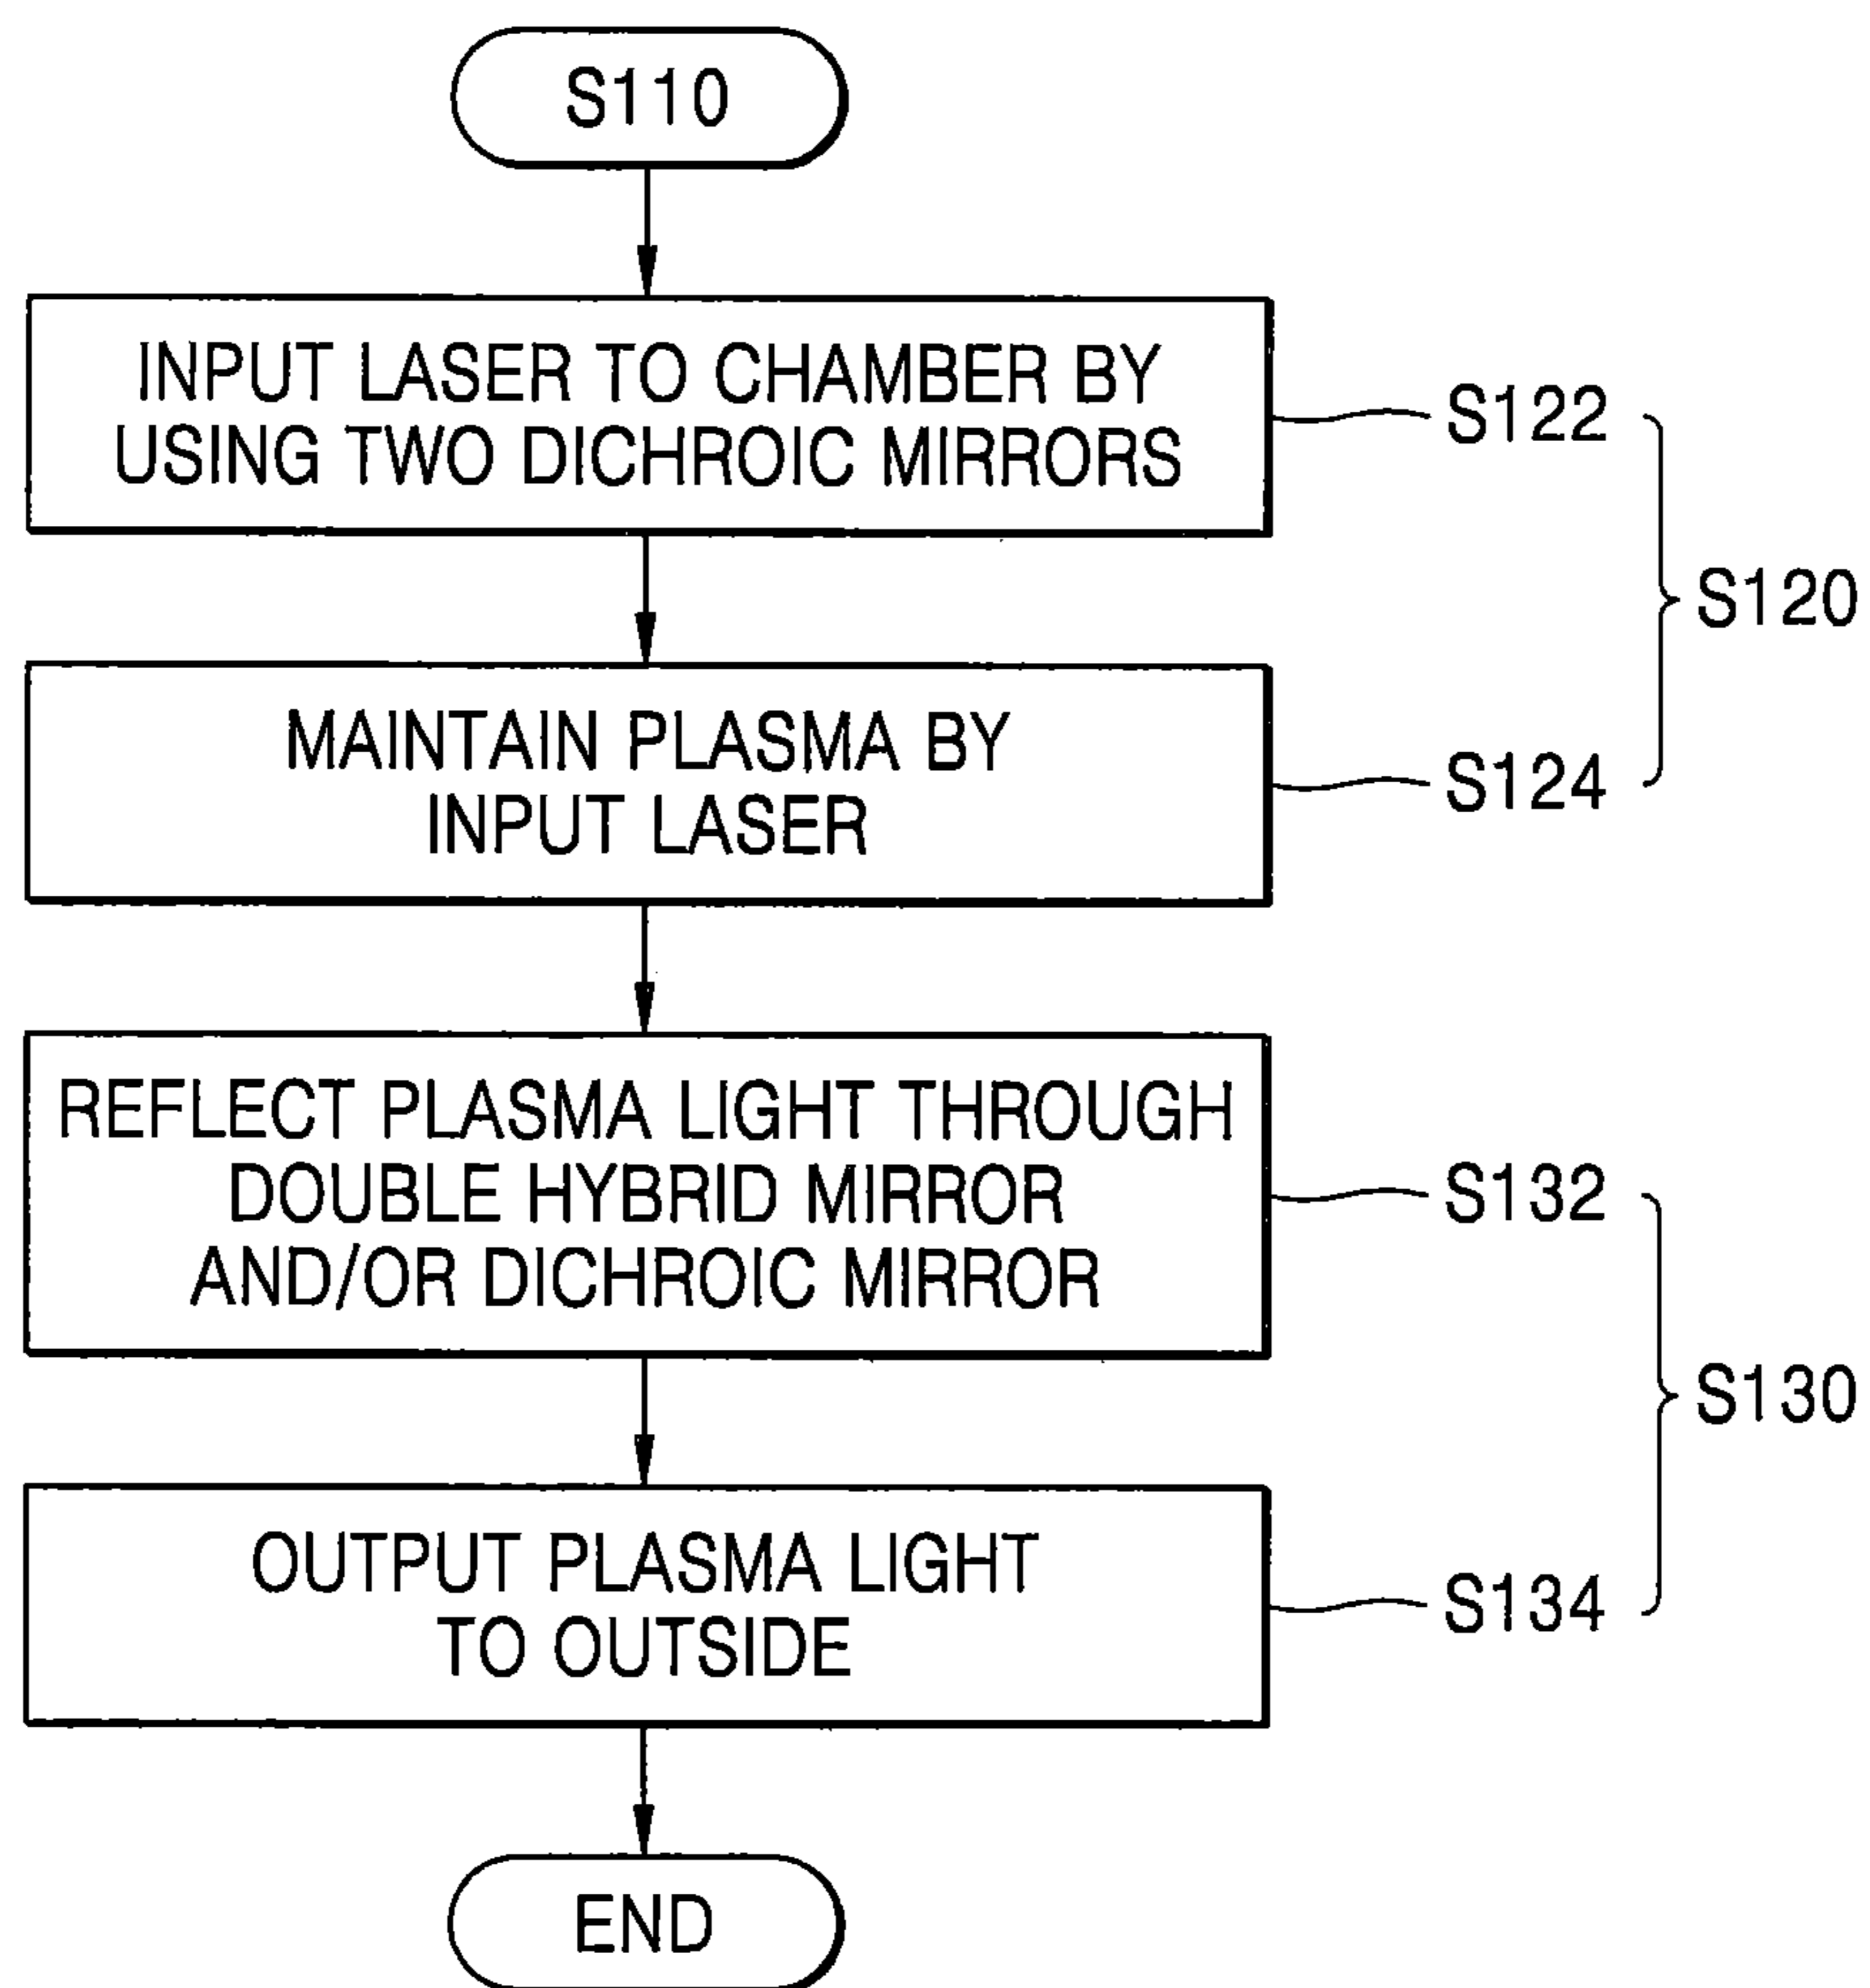 S110
INPUT LASER TO CHAMBER BY
USING TWO DICHROIC MIRRORS
S122
S120
MAINTAIN PLASMA BY
INPUT LASER
S124
REFLECT PLASMA LIGHT THROUGH
DOUBLE HYBRID MIRROR
AND/OR DICHROIC MIRROR
S132
S130
OUTPUT PLASMA LIGHT
TO OUTSIDE
S134
END